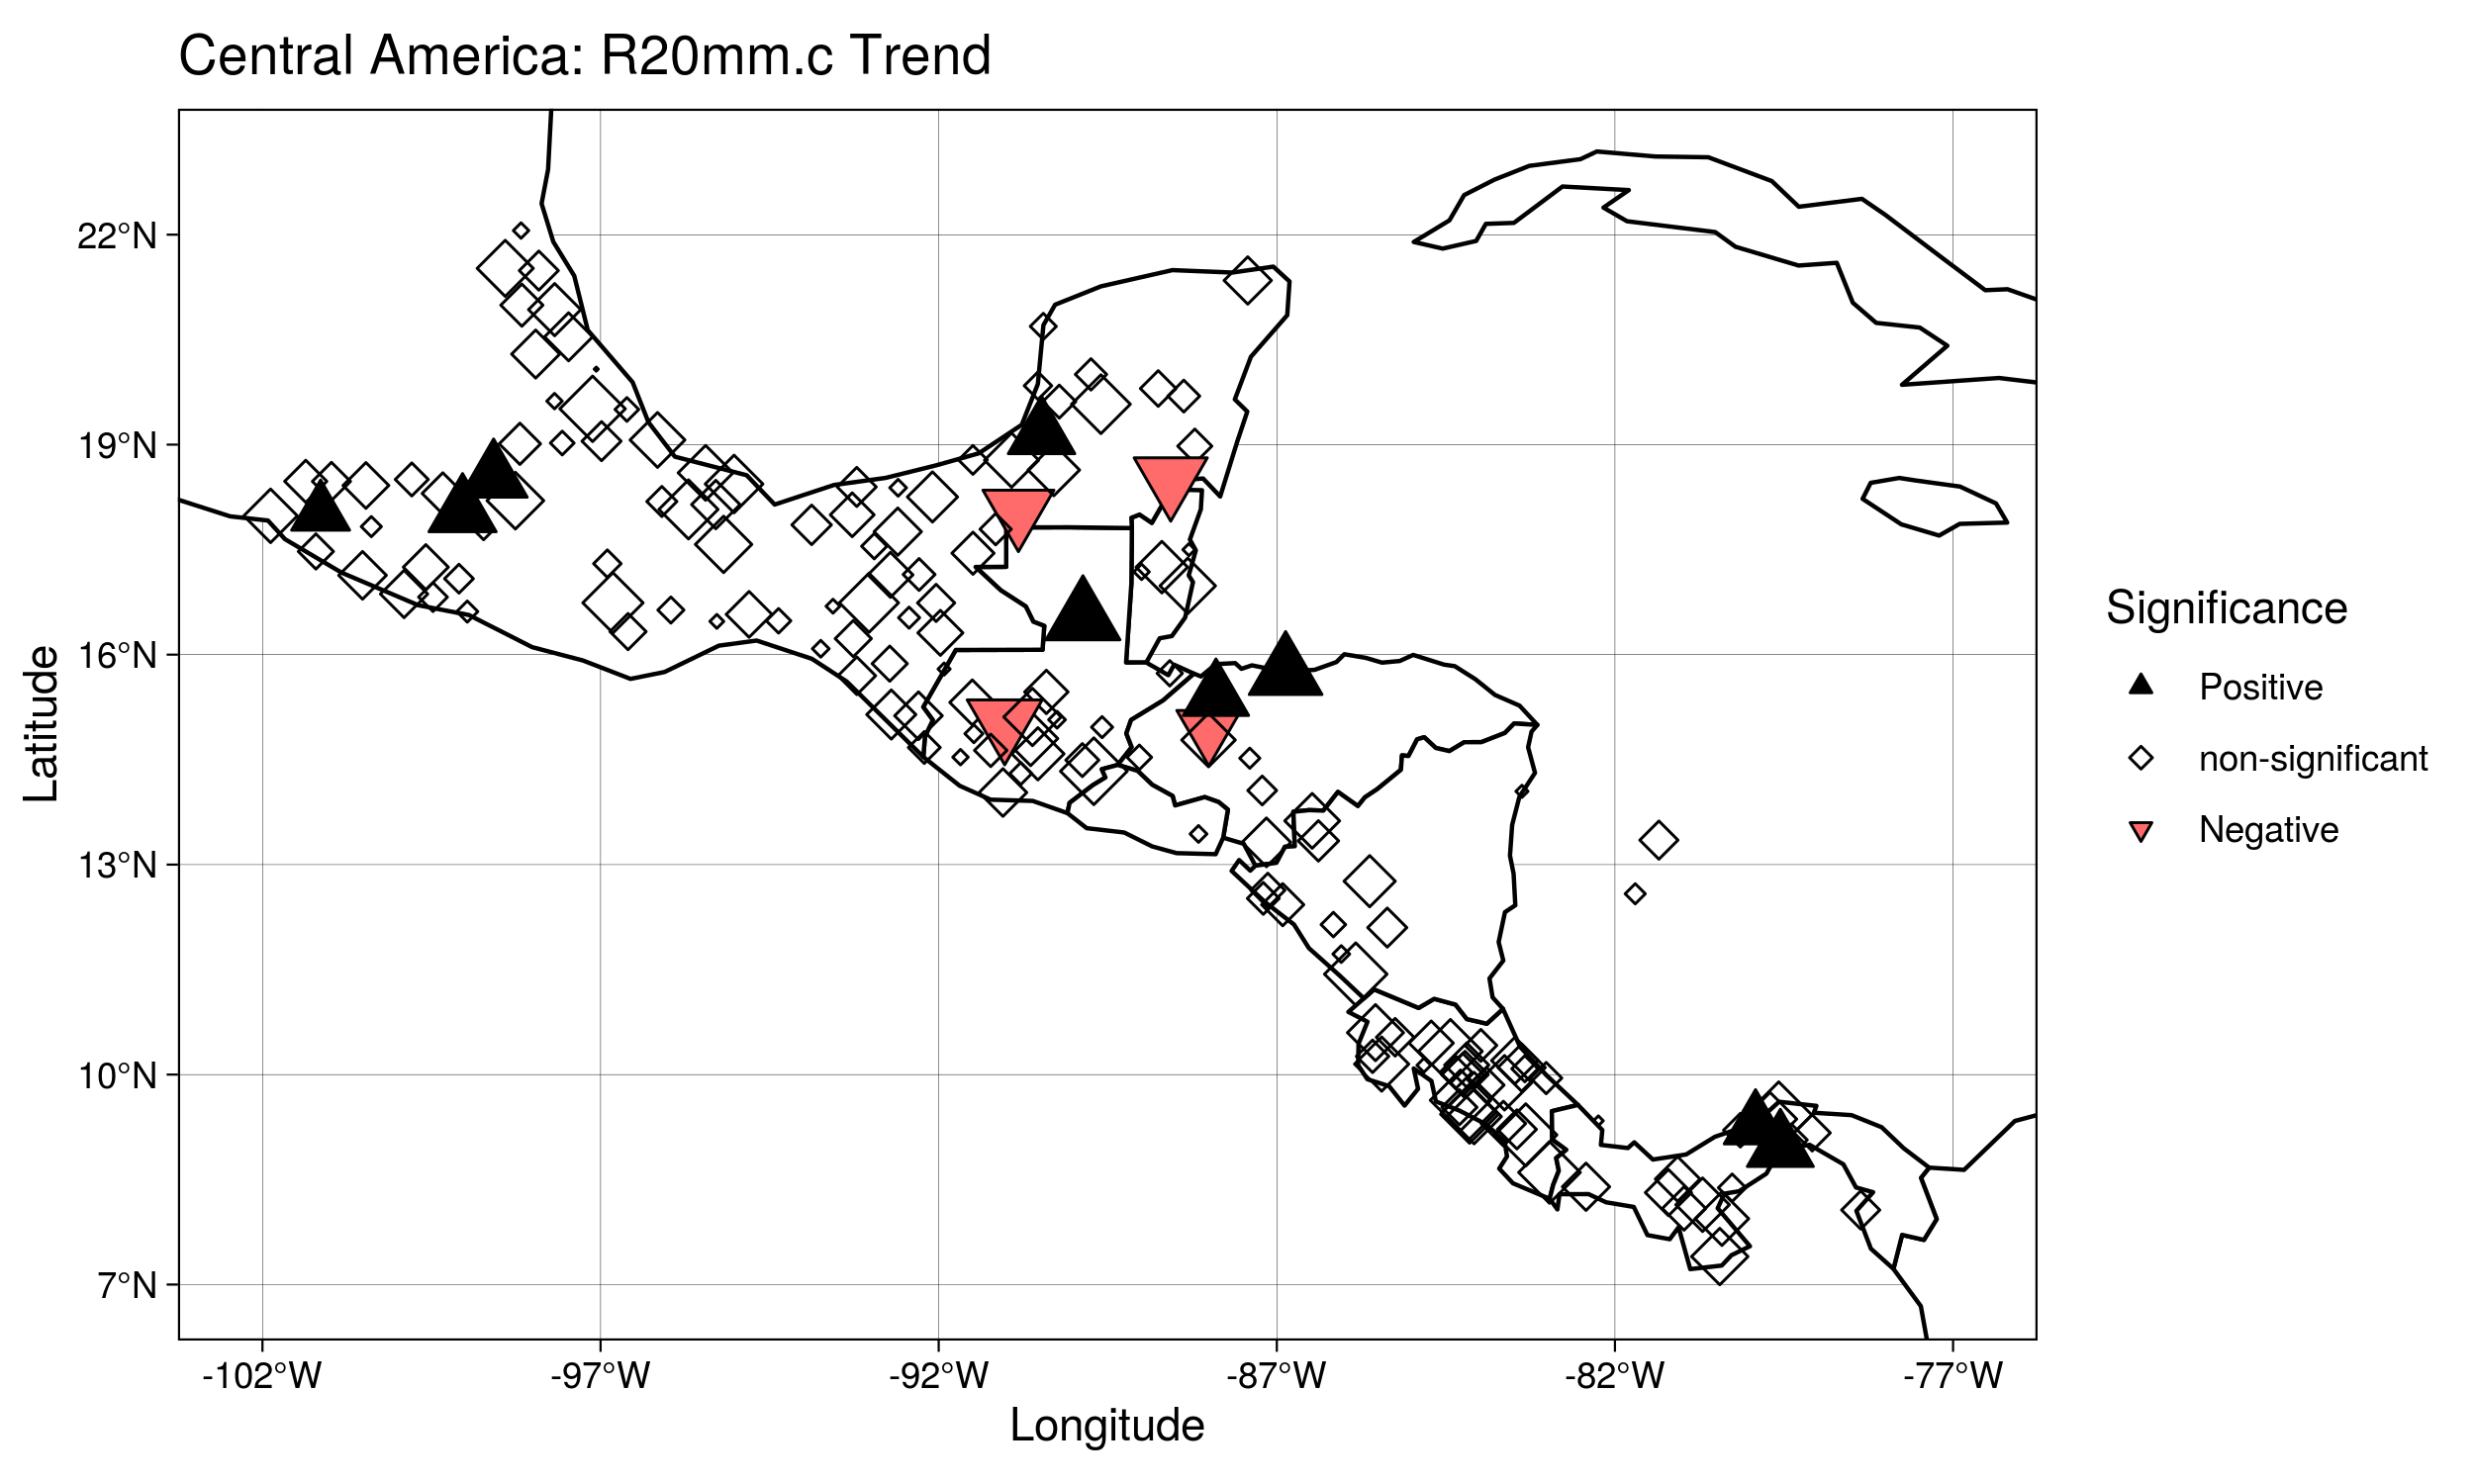 Central America: R20mm.c Trend
22°N
19°N
16°N
13°N
10°N
7°N
Latitude
-102°W
-97°W
-92°W
-87°W
-82°W
-77°W
Longitude
Significance
Positive
non-significant
Negative